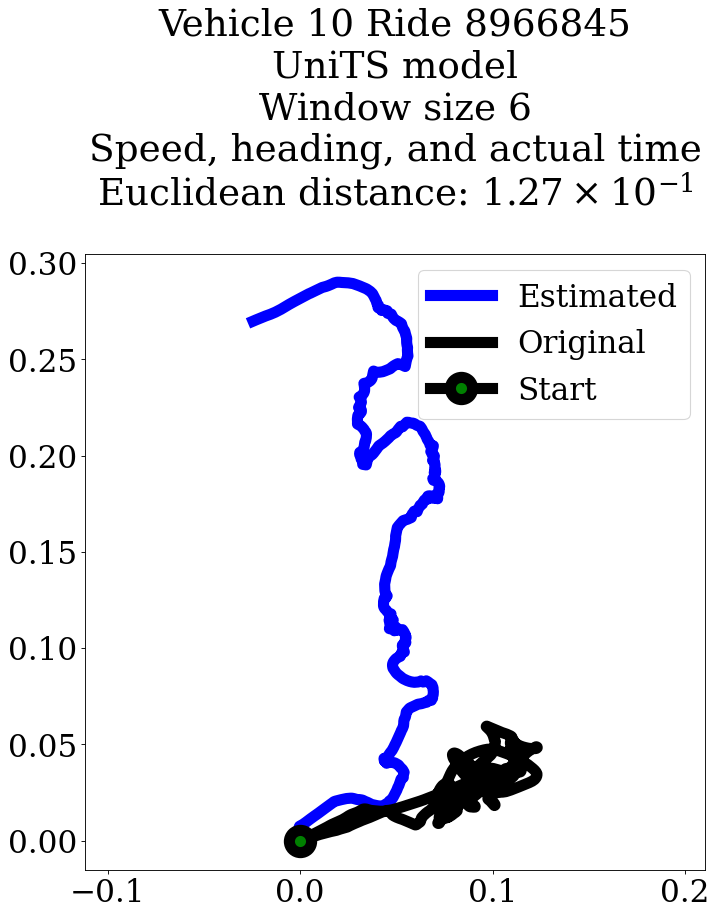 Vehicle 10 Ride 8966845
UniTS model
Window size 6
Speed, heading, and actual time
Euclidean distance: 1.27 × 10⁻¹
0.30
0.25
0.20
0.15
0.10
0.05
0.00
−0.1 0.0 0.1 0.2
Estimated
Original
Start